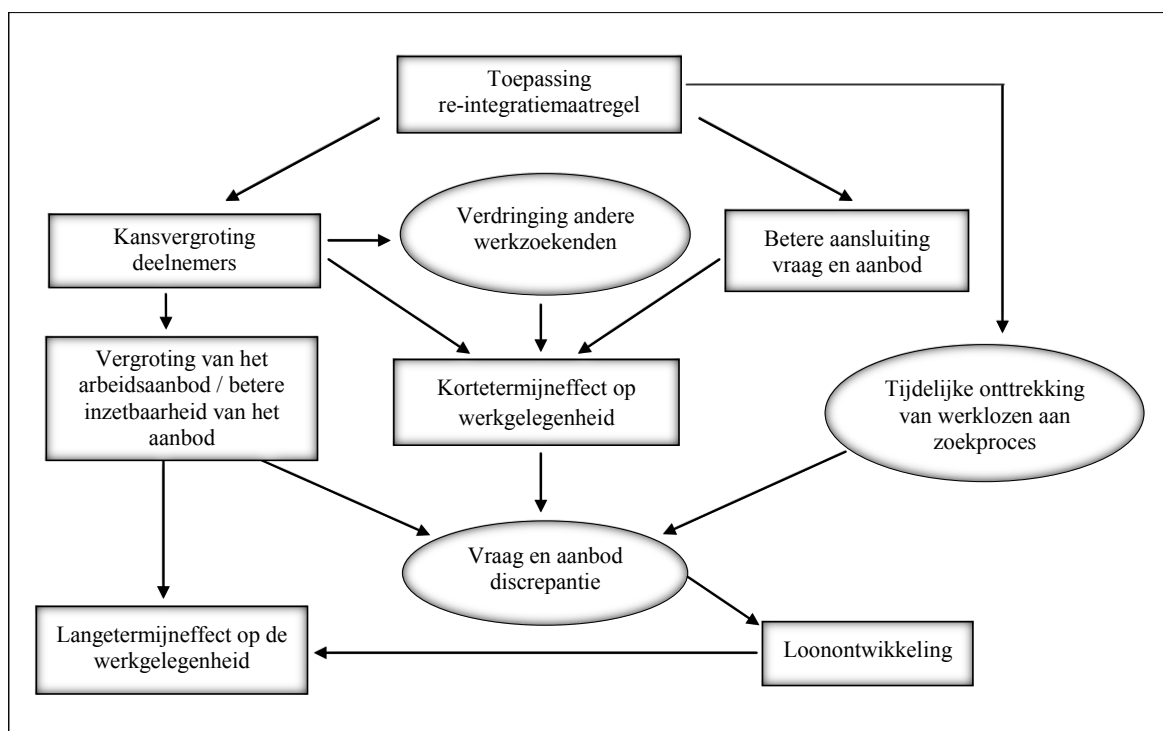 Toepassing
re-integratiemaatregel
Kansvergroting
deelnemers
Verdringing andere
werkzoekenden
Betere aansluiting
vraag en aanbod
Vergroting van het
arbeidsaanbod / betere
inzetbaarheid van het
aanbod
Kortetermijneffect op
werkgelegenheid
Tijdelijke onttrekking
van werklozen aan
zoekproces
Vraag en aanbod
discrepantie
Langetermijneffect op de
werkgelegenheid
Loonontwikkeling